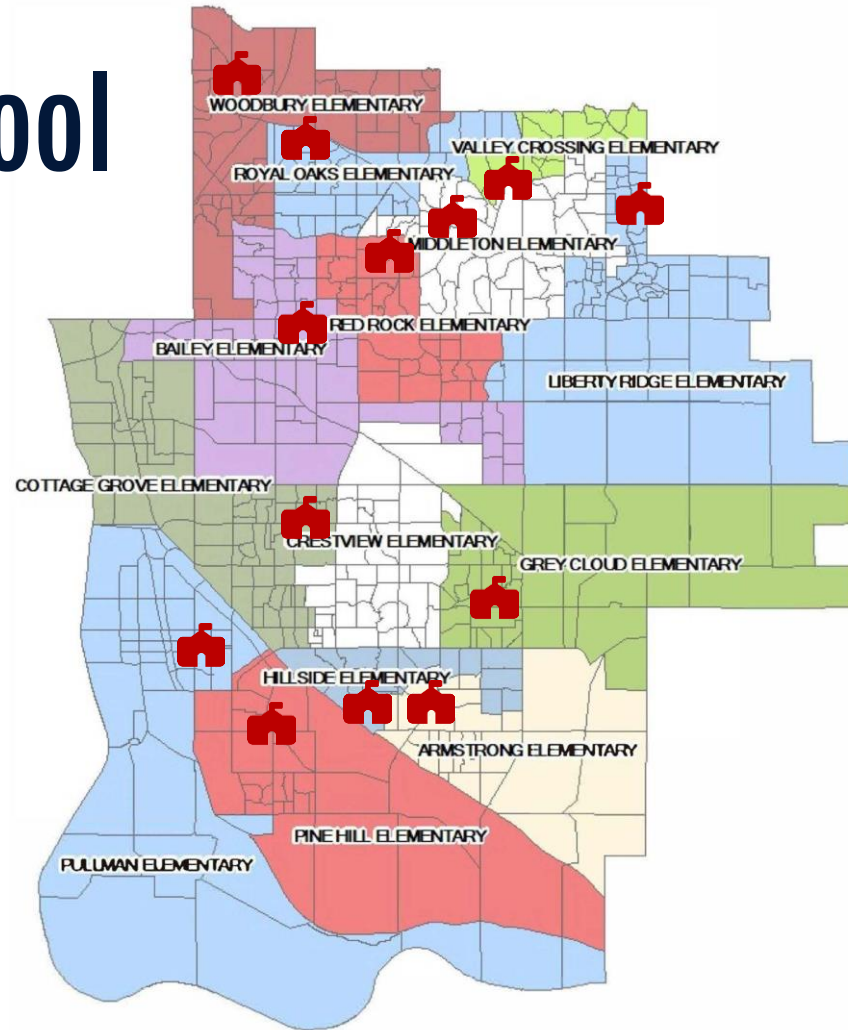 ool
WOODBURY ELEMENTARY
VALLEY CROSSING ELEMENTARY
ROYAL OAKS ELEMENTARY
MIDDLETON ELEMENTARY
RED ROCK ELEMENTARY
BAILEY ELEMENTARY
LIBERTY RIDGE ELEMENTARY
COTTAGE GROVE ELEMENTARY
CRESTVIEW ELEMENTARY
GREY CLOUD ELEMENTARY
HILLSIDE ELEMENTARY
ARMSTRONG ELEMENTARY
PINE HILL ELEMENTARY
PULLMAN ELEMENTARY